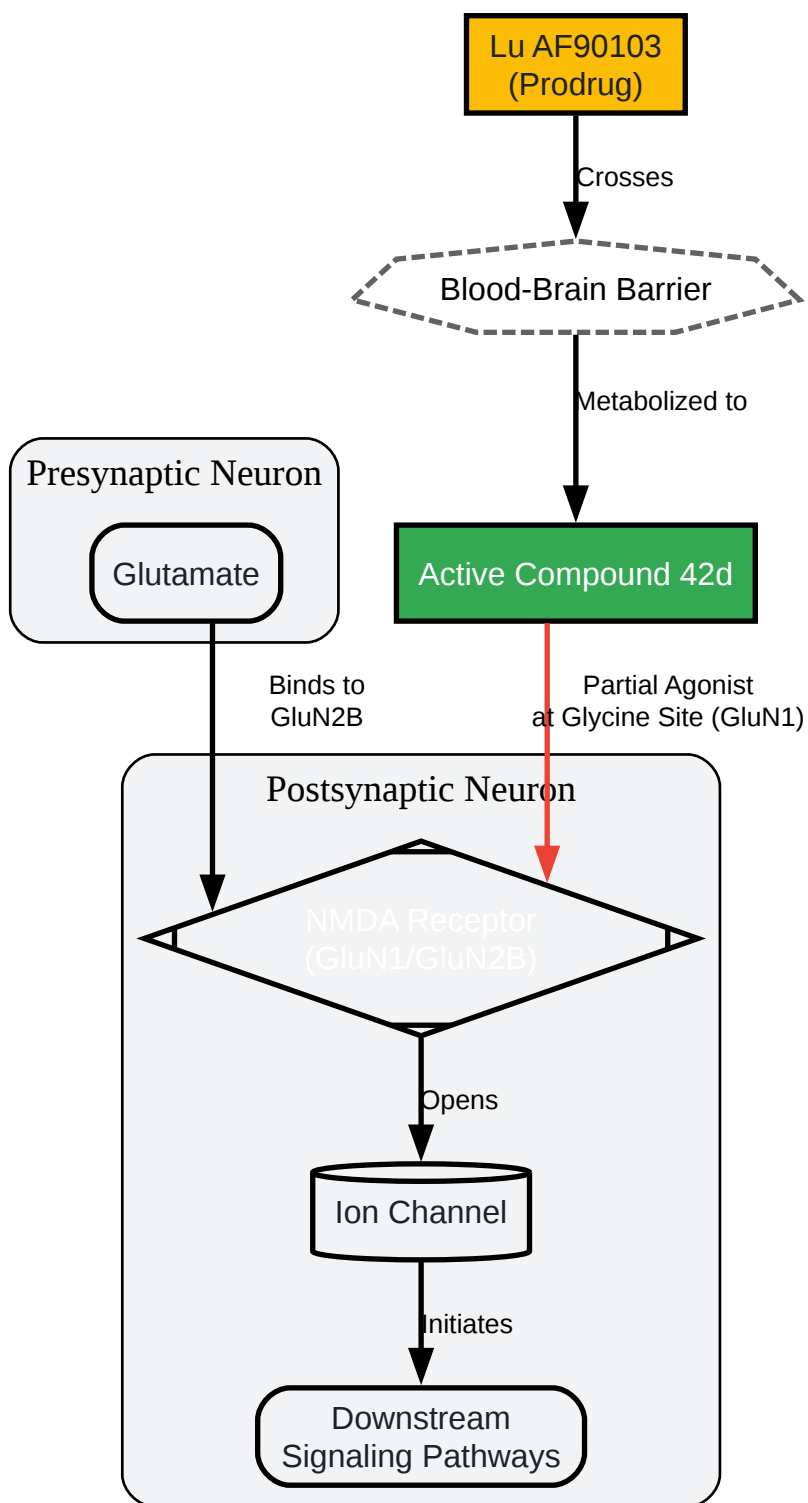 Lu AF90103
(Prodrug)
Crosses
Blood-Brain Barrier
Metabolized to
Presynaptic Neuron
Glutamate
Active Compound 42d
Binds to
GluN2B
Partial Agonist
at Glycine Site (GluN1)
Postsynaptic Neuron
NMDA Receptor
(GluN1/GluN2B)
Opens
Ion Channel
Initiates
Downstream
Signaling Pathways